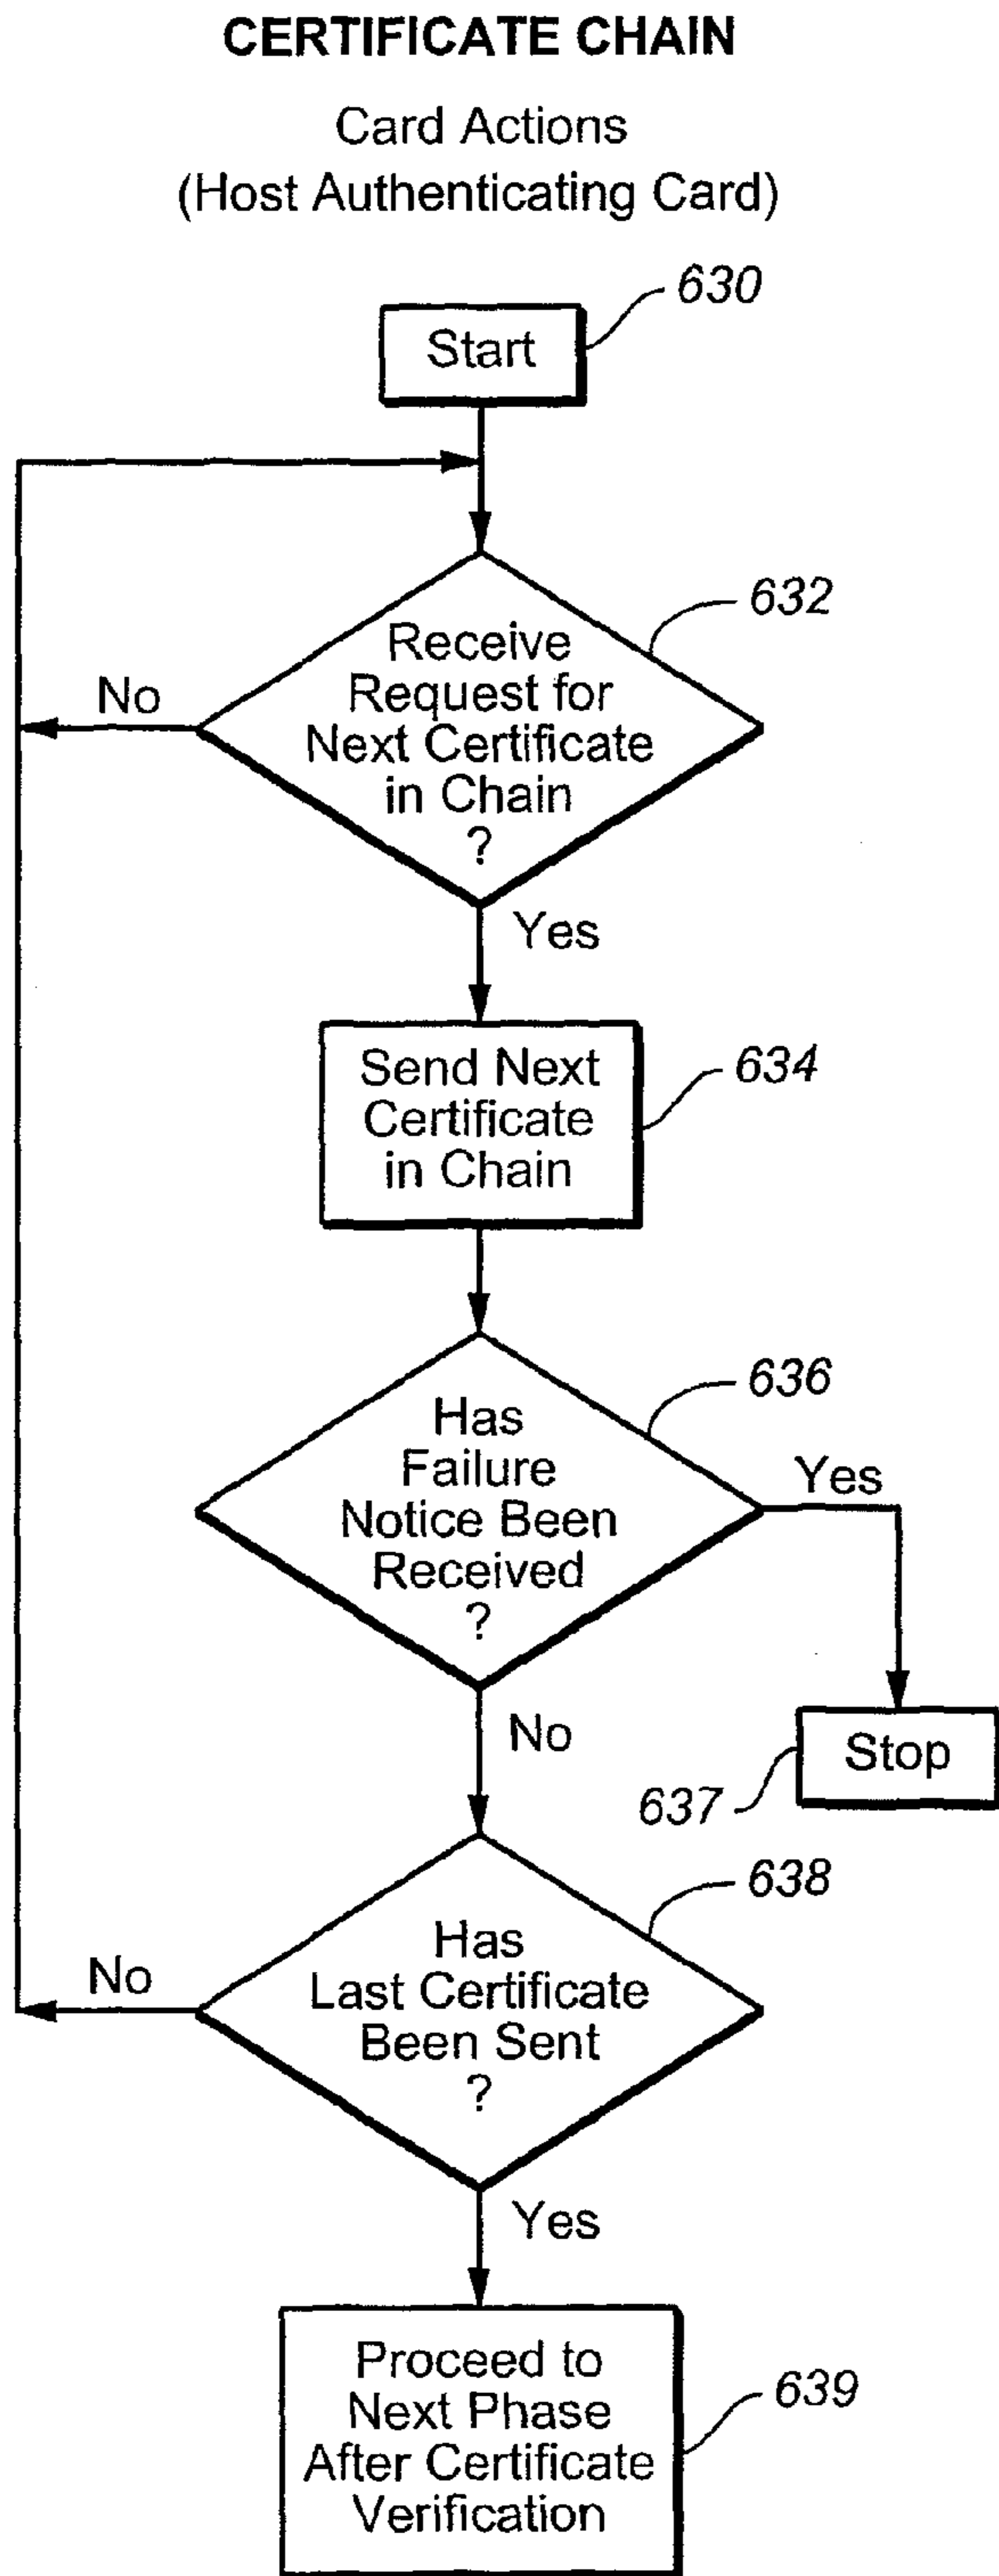 CERTIFICATE CHAIN
Card Actions
(Host Authenticating Card)
630
Start
632
Receive
Request for
Next Certificate
in Chain
?
No
Yes
634
Send Next
Certificate
in Chain
636
Has
Failure
Notice Been
Received
?
Yes
No
Stop
637
638
Has
Last Certificate
Been Sent
?
No
Yes
639
Proceed to
Next Phase
After Certificate
Verification